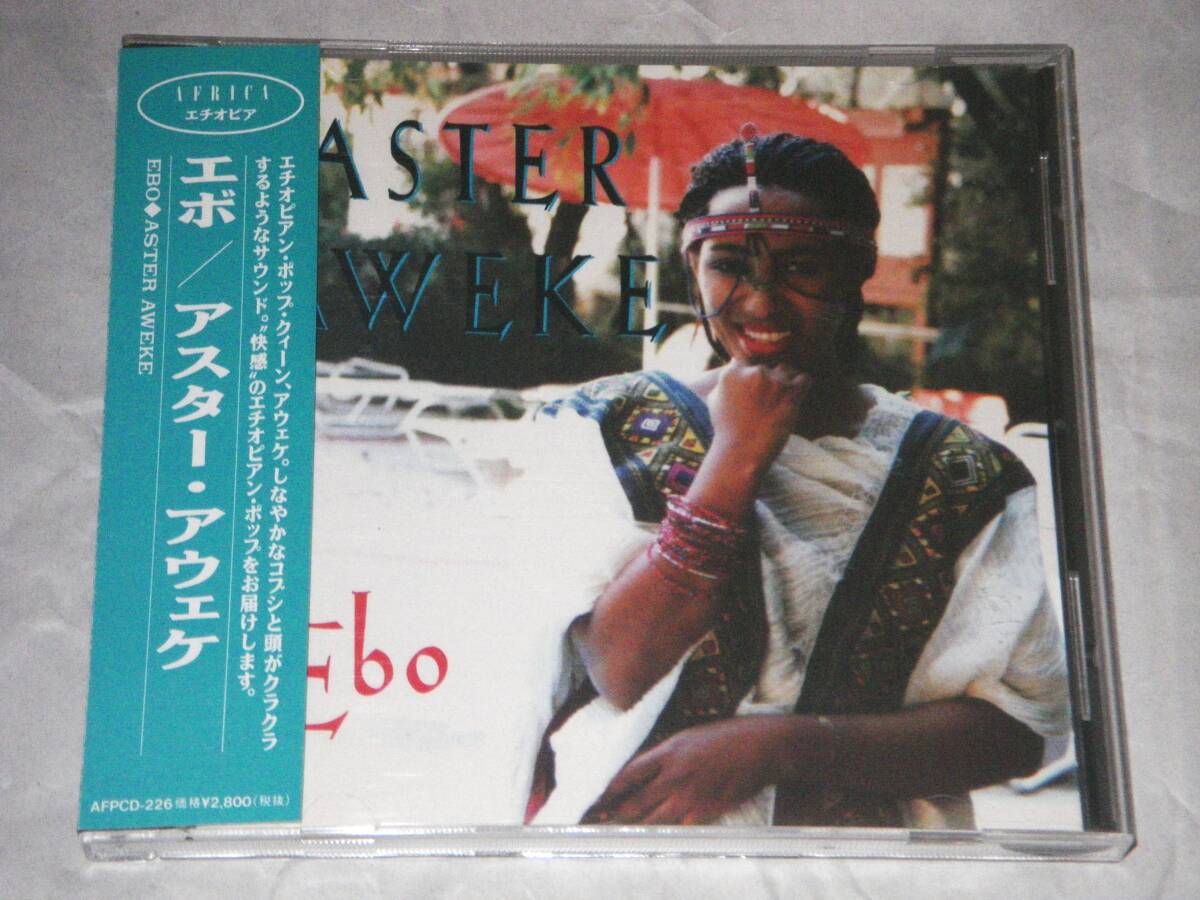 AFRICA
エチオピア
エボ／アスター・アウェケ
EBO◆ASTER AWEKE
エチオピアン・ポップ・クィーン、アウェケ。しなやかなコブシと頭がクラクラ
するようなサウンド。"快感"のエチオピアン・ポップをお届けします。
AFPCD-226 価格¥2,800(税抜)
ASTER
AWEKE
Ebo